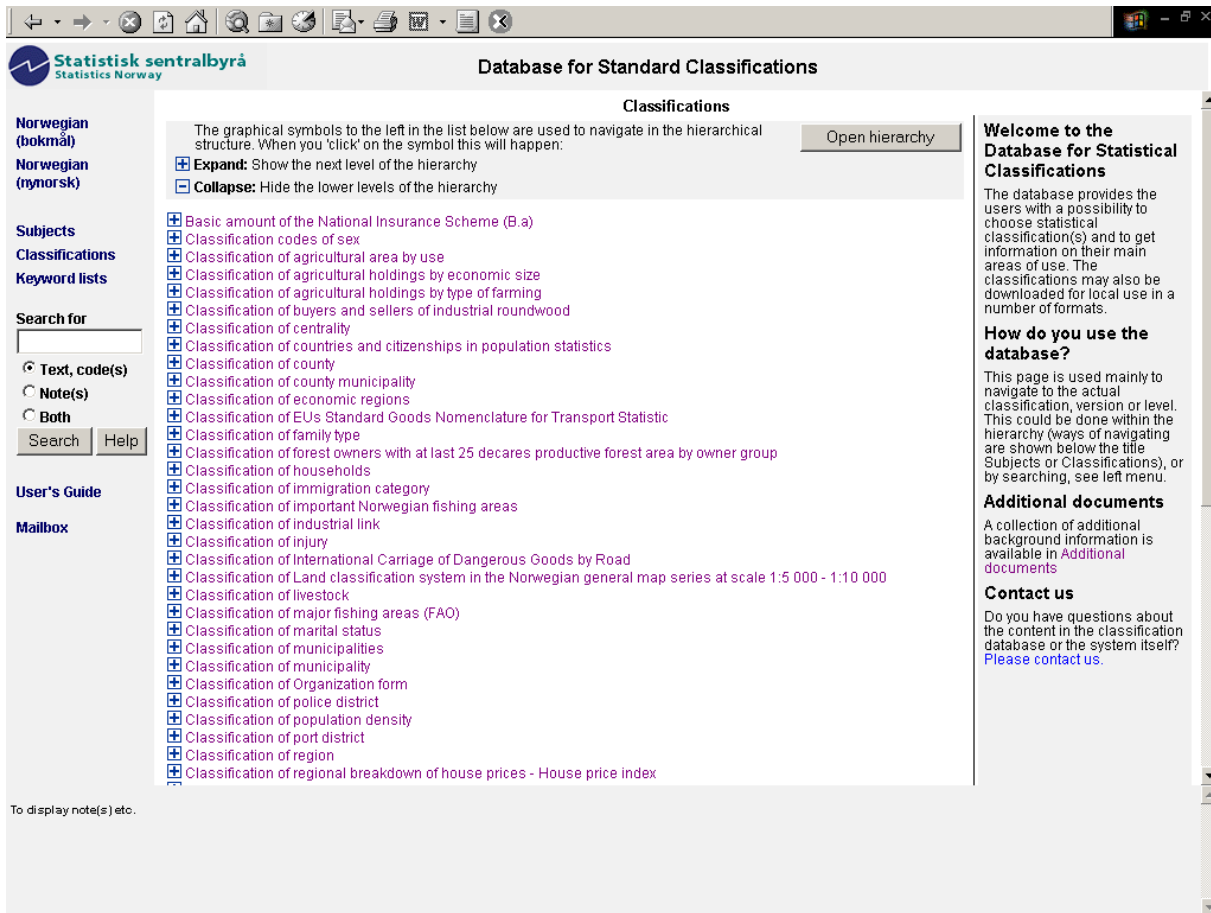 Statistisk sentralbyrå
Statistics Norway
Database for Standard Classifications
Norwegian
(bokmål)
Norwegian
(nynorsk)
Subjects
Classifications
Keyword lists
Search for
Text, code(s)
Note(s)
Both
Search
Help
User's Guide
Mailbox
Classifications
The graphical symbols to the left in the list below are used to navigate in the hierarchical
structure. When you 'click' on the symbol this will happen:
Open hierarchy
Expand: Show the next level of the hierarchy
Collapse: Hide the lower levels of the hierarchy
Basic amount of the National Insurance Scheme (B.a)
Classification codes of sex
Classification of agricultural area by use
Classification of agricultural holdings by economic size
Classification of agricultural holdings by type of farming
Classification of buyers and sellers of industrial roundwood
Classification of centrality
Classification of countries and citizenships in population statistics
Classification of county
Classification of county municipality
Classification of economic regions
Classification of EUs Standard Goods Nomenclature for Transport Statistic
Classification of family type
Classification of forest owners with at last 25 decares productive forest area by owner group
Classification of households
Classification of immigration category
Classification of important Norwegian fishing areas
Classification of industrial link
Classification of injury
Classification of International Carriage of Dangerous Goods by Road
Classification of Land classification system in the Norwegian general map series at scale 1:5 000 - 1:10 000
Classification of livestock
Classification of major fishing areas (FAO)
Classification of marital status
Classification of municipalities
Classification of municipality
Classification of Organization form
Classification of police district
Classification of population density
Classification of port district
Classification of region
Classification of regional breakdown of house prices - House price index
Welcome to the
Database for Statistical
Classifications
The database provides the
users with a possibility to
choose statistical
classification(s) and to get
information on their main
areas of use. The
classifications may also be
downloaded for local use in a
number of formats.
How do you use the
database?
This page is used mainly to
navigate to the actual
classification, version or level.
This could be done within the
hierarchy (ways of navigating
are shown below the title
Subjects or Classifications), or
by searching, see left menu.
Additional documents
A collection of additional
background information is
available in Additional
documents
Contact us
Do you have questions about
the content in the classification
database or the system itself?
Please contact us.
To display note(s) etc.